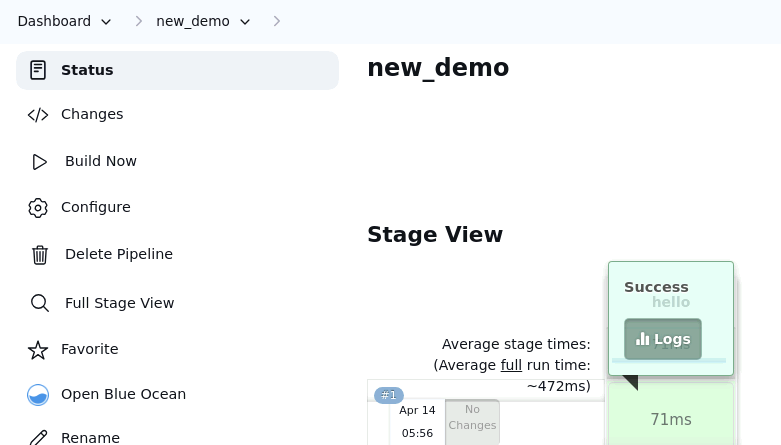 Dashboard
new_demo
Status
Changes
Build Now
Configure
Delete Pipeline
Full Stage View
Favorite
Open Blue Ocean
Rename
new_demo
Stage View
Success
hello
Logs
Average stage times:
(Average full run time:
~472ms)
#1
Apr 14
05:56
No
Changes
71ms